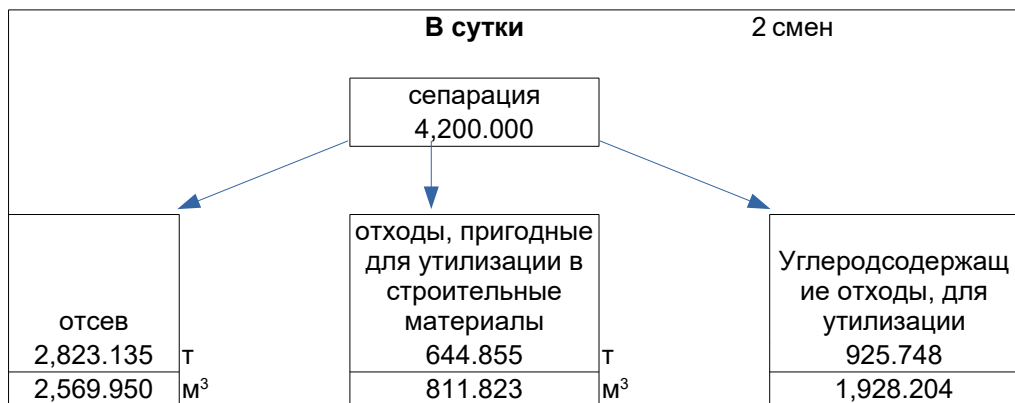 В сутки 2 смен
сепарация
4,200.000
отсев
2,823.135 т
2,569.950 м³
отходы, пригодные
для утилизации в
строительные
материалы
644.855 т
811.823 м³
Углеродсодержащ
ие отходы, для
утилизации
925.748
1,928.204